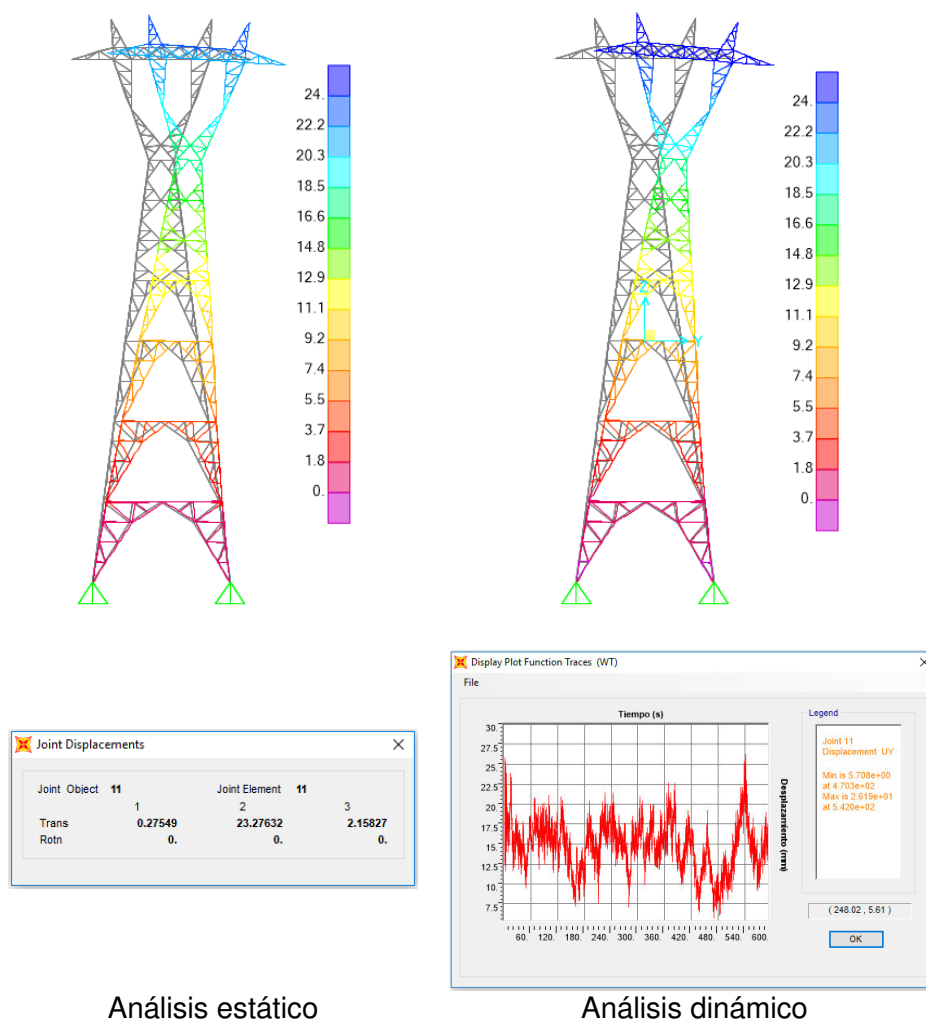 24.
22.2
20.3
18.5
16.6
14.8
12.9
11.1
9.2
7.4
5.5
3.7
1.8
0.
24.
22.2
20.3
18.5
16.6
14.8
12.9
11.1
9.2
7.4
5.5
3.7
1.8
0.
Z
Y
Joint Displacements
Joint Object 11 Joint Element 11
1 2 3
Trans 0.27549 23.27632 2.15827
Rotn 0. 0. 0.
Display Plot Function Traces (WT)
File
Tiempo (s)
30.
27.5
25.
22.5
20.
17.5
15.
12.5
10.
7.5
60. 120. 180. 240. 300. 360. 420. 480. 540. 600.
Desplazamiento (mm)
Legend
Joint 11
Displacement UY
Min is 5.708e+00
at 4.703e+02
Max is 2.619e+01
at 5.420e+02
( 248.02 , 5.61 )
OK
Análisis estático
Análisis dinámico